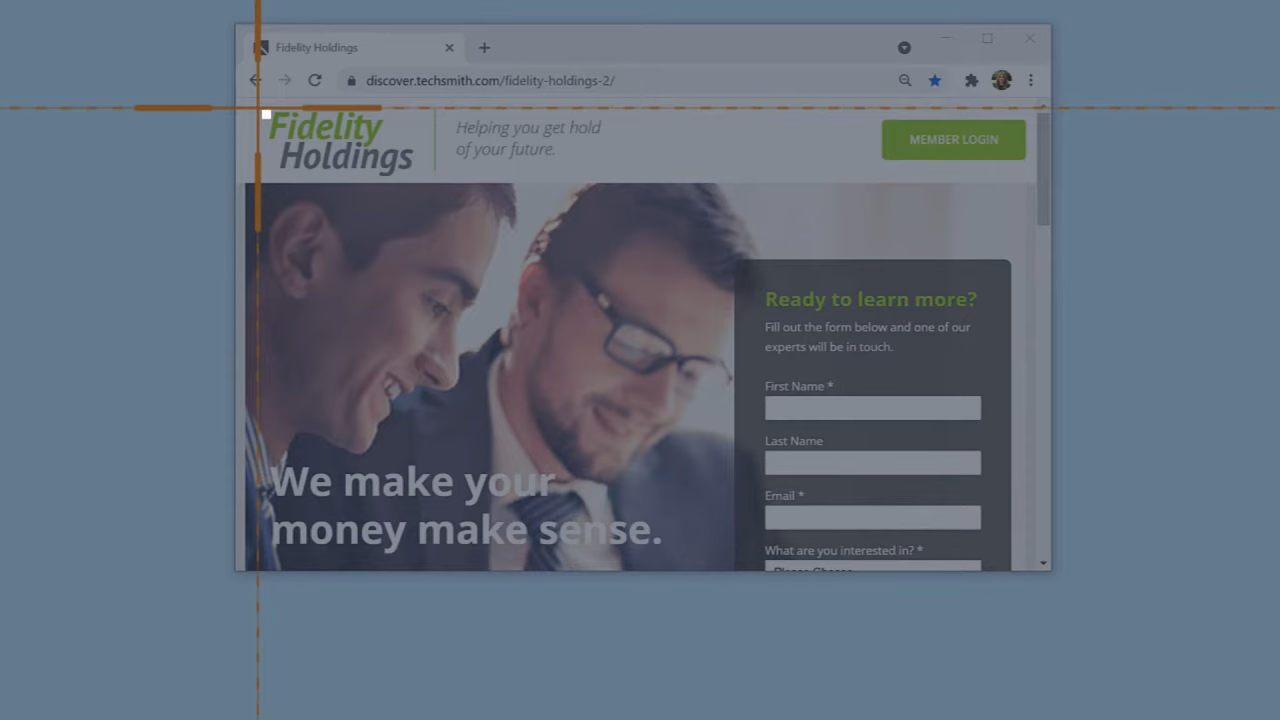 Fidelity Holdings
discover.techsmith.com/fidelity-holdings-2/
Fidelity
Holdings
Helping you get hold
of your future.
MEMBER LOGIN
Ready to learn more?
Fill out the form below and one of our
experts will be in touch.
First Name *
Last Name
Email *
What are you interested in? *
Please Choose
We make your
money make sense.